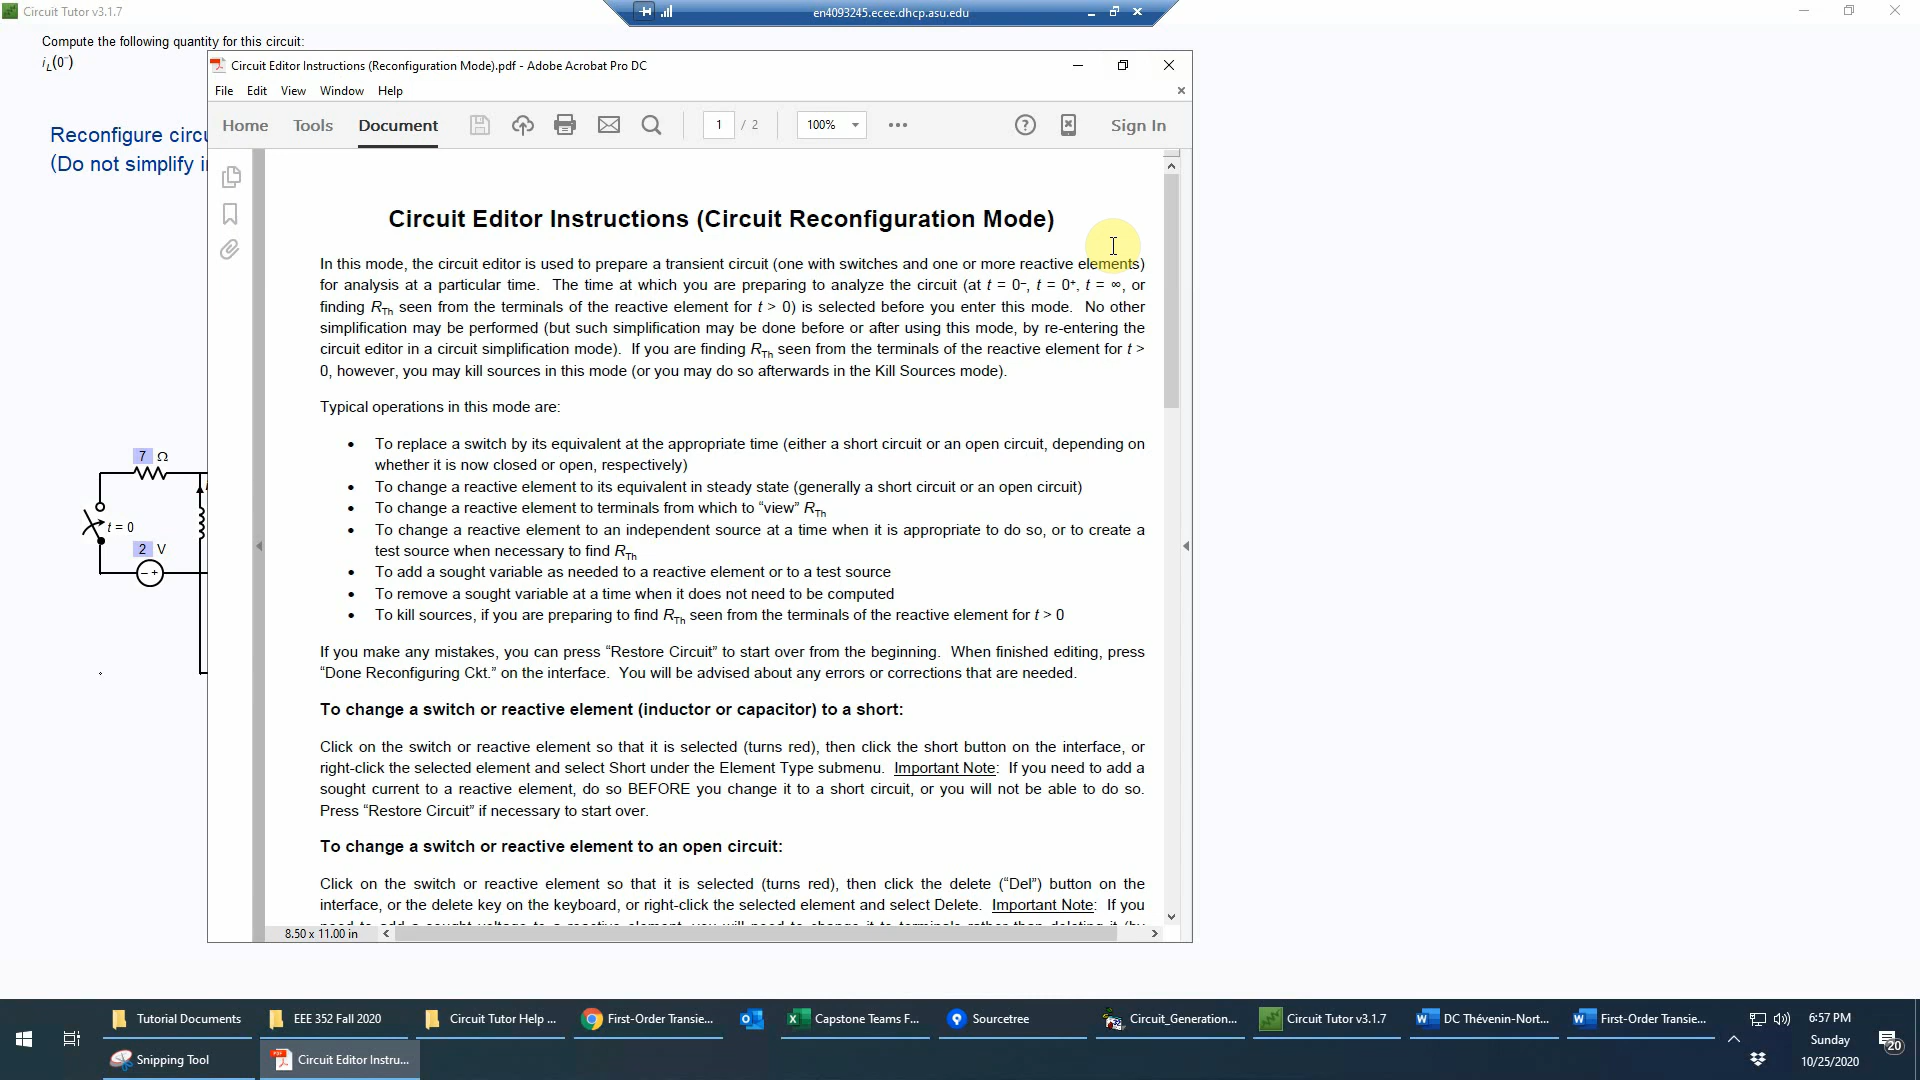 Circuit Tutor v3.1.7
en4093245.ecee.dhcp.asu.edu
Compute the following quantity for this circuit:
iL(0⁻)
Reconfigure circu
(Do not simplify i
7 Ω
t = 0
2 V
− +
Circuit Editor Instructions (Reconfiguration Mode).pdf - Adobe Acrobat Pro DC
File Edit View Window Help
Home Tools Document 1 / 2 100% Sign In
Circuit Editor Instructions (Circuit Reconfiguration Mode)
In this mode, the circuit editor is used to prepare a transient circuit (one with switches and one or more reactive elements)
for analysis at a particular time. The time at which you are preparing to analyze the circuit (at t = 0−, t = 0⁺, t = ∞, or
finding RTh seen from the terminals of the reactive element for t > 0) is selected before you enter this mode. No other
simplification may be performed (but such simplification may be done before or after using this mode, by re-entering the
circuit editor in a circuit simplification mode). If you are finding RTh seen from the terminals of the reactive element for t >
0, however, you may kill sources in this mode (or you may do so afterwards in the Kill Sources mode).
Typical operations in this mode are:
• To replace a switch by its equivalent at the appropriate time (either a short circuit or an open circuit, depending on
whether it is now closed or open, respectively)
• To change a reactive element to its equivalent in steady state (generally a short circuit or an open circuit)
• To change a reactive element to terminals from which to “view” RTh
• To change a reactive element to an independent source at a time when it is appropriate to do so, or to create a
test source when necessary to find RTh
• To add a sought variable as needed to a reactive element or to a test source
• To remove a sought variable at a time when it does not need to be computed
• To kill sources, if you are preparing to find RTh seen from the terminals of the reactive element for t > 0
If you make any mistakes, you can press “Restore Circuit” to start over from the beginning. When finished editing, press
“Done Reconfiguring Ckt.” on the interface. You will be advised about any errors or corrections that are needed.
To change a switch or reactive element (inductor or capacitor) to a short:
Click on the switch or reactive element so that it is selected (turns red), then click the short button on the interface, or
right-click the selected element and select Short under the Element Type submenu. Important Note: If you need to add a
sought current to a reactive element, do so BEFORE you change it to a short circuit, or you will not be able to do so.
Press “Restore Circuit” if necessary to start over.
To change a switch or reactive element to an open circuit:
Click on the switch or reactive element so that it is selected (turns red), then click the delete (“Del”) button on the
interface, or the delete key on the keyboard, or right-click the selected element and select Delete. Important Note: If you
need to add a sought voltage to a reactive element, you will need to change it to terminals rather than deleting it (by
8.50 x 11.00 in
Tutorial Documents EEE 352 Fall 2020 Circuit Tutor Help ... First-Order Transie... Capstone Teams F... Sourcetree Circuit_Generation... Circuit Tutor v3.1.7 DC Thévenin-Nort... First-Order Transie...
Snipping Tool Circuit Editor Instru...
6:57 PM
Sunday
10/25/2020
20